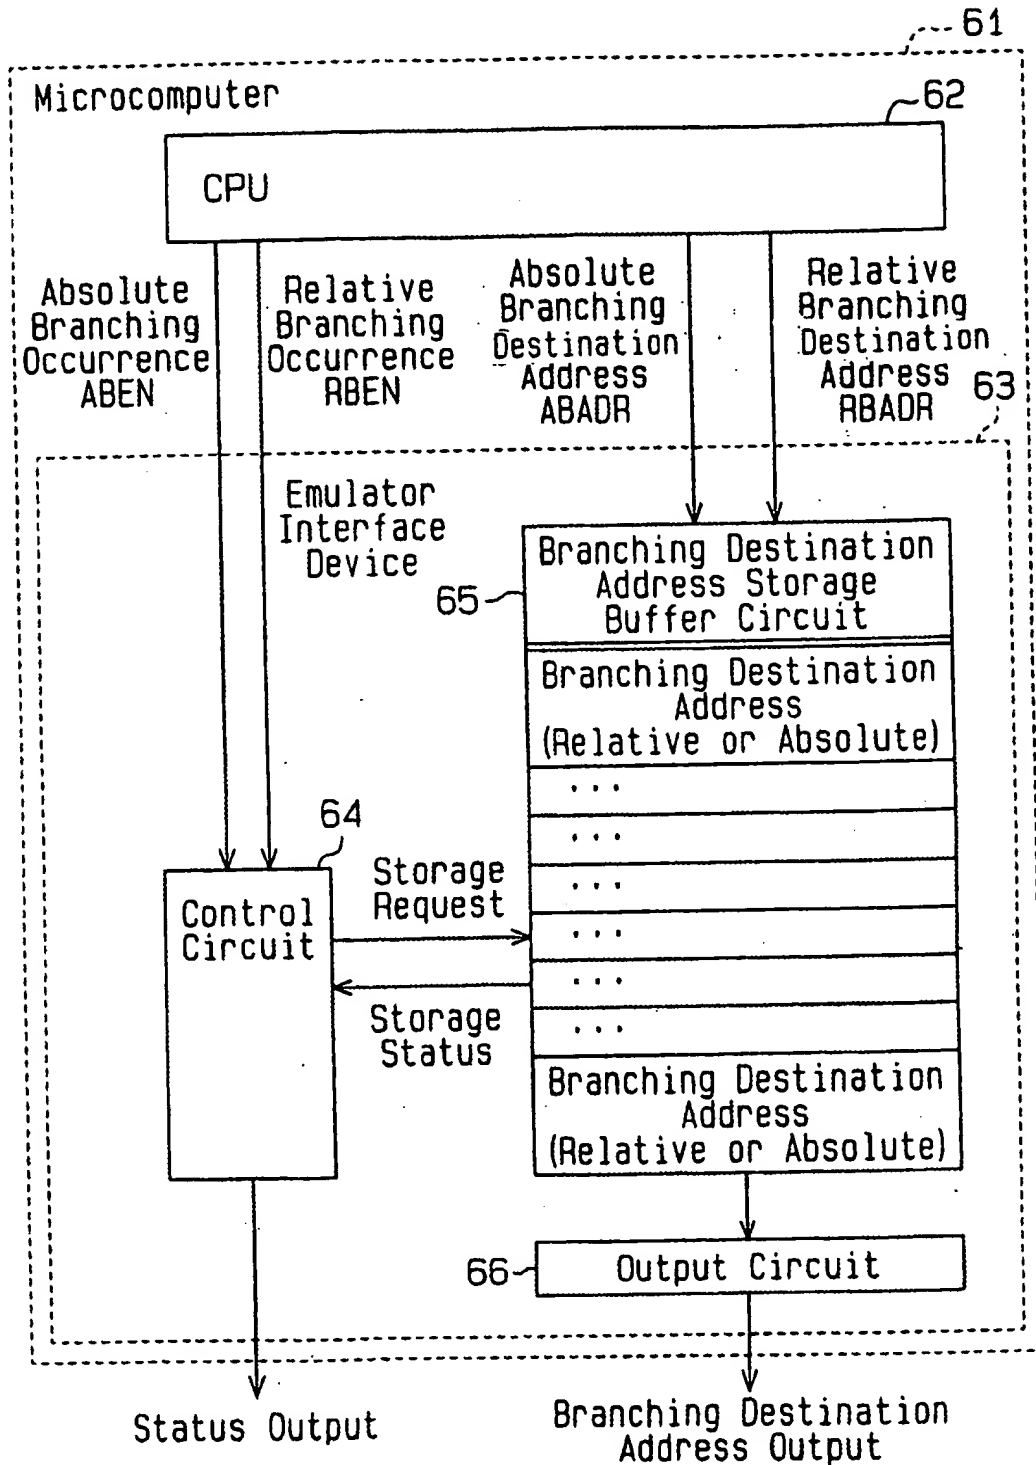 61
Microcomputer
62
CPU
Absolute
Branching
Occurrence
ABEN
Relative
Branching
Occurrence
RBEN
Absolute
Branching
Destination
Address
ABADR
Relative
Branching
Destination
Address
RBADR
63
Emulator
Interface
Device
65
Branching Destination
Address Storage
Buffer Circuit
Branching Destination
Address
(Relative or Absolute)
...
...
...
...
...
...
Branching Destination
Address
(Relative or Absolute)
64
Control
Circuit
Storage
Request
Storage
Status
66
Output Circuit
Status Output
Branching Destination
Address Output